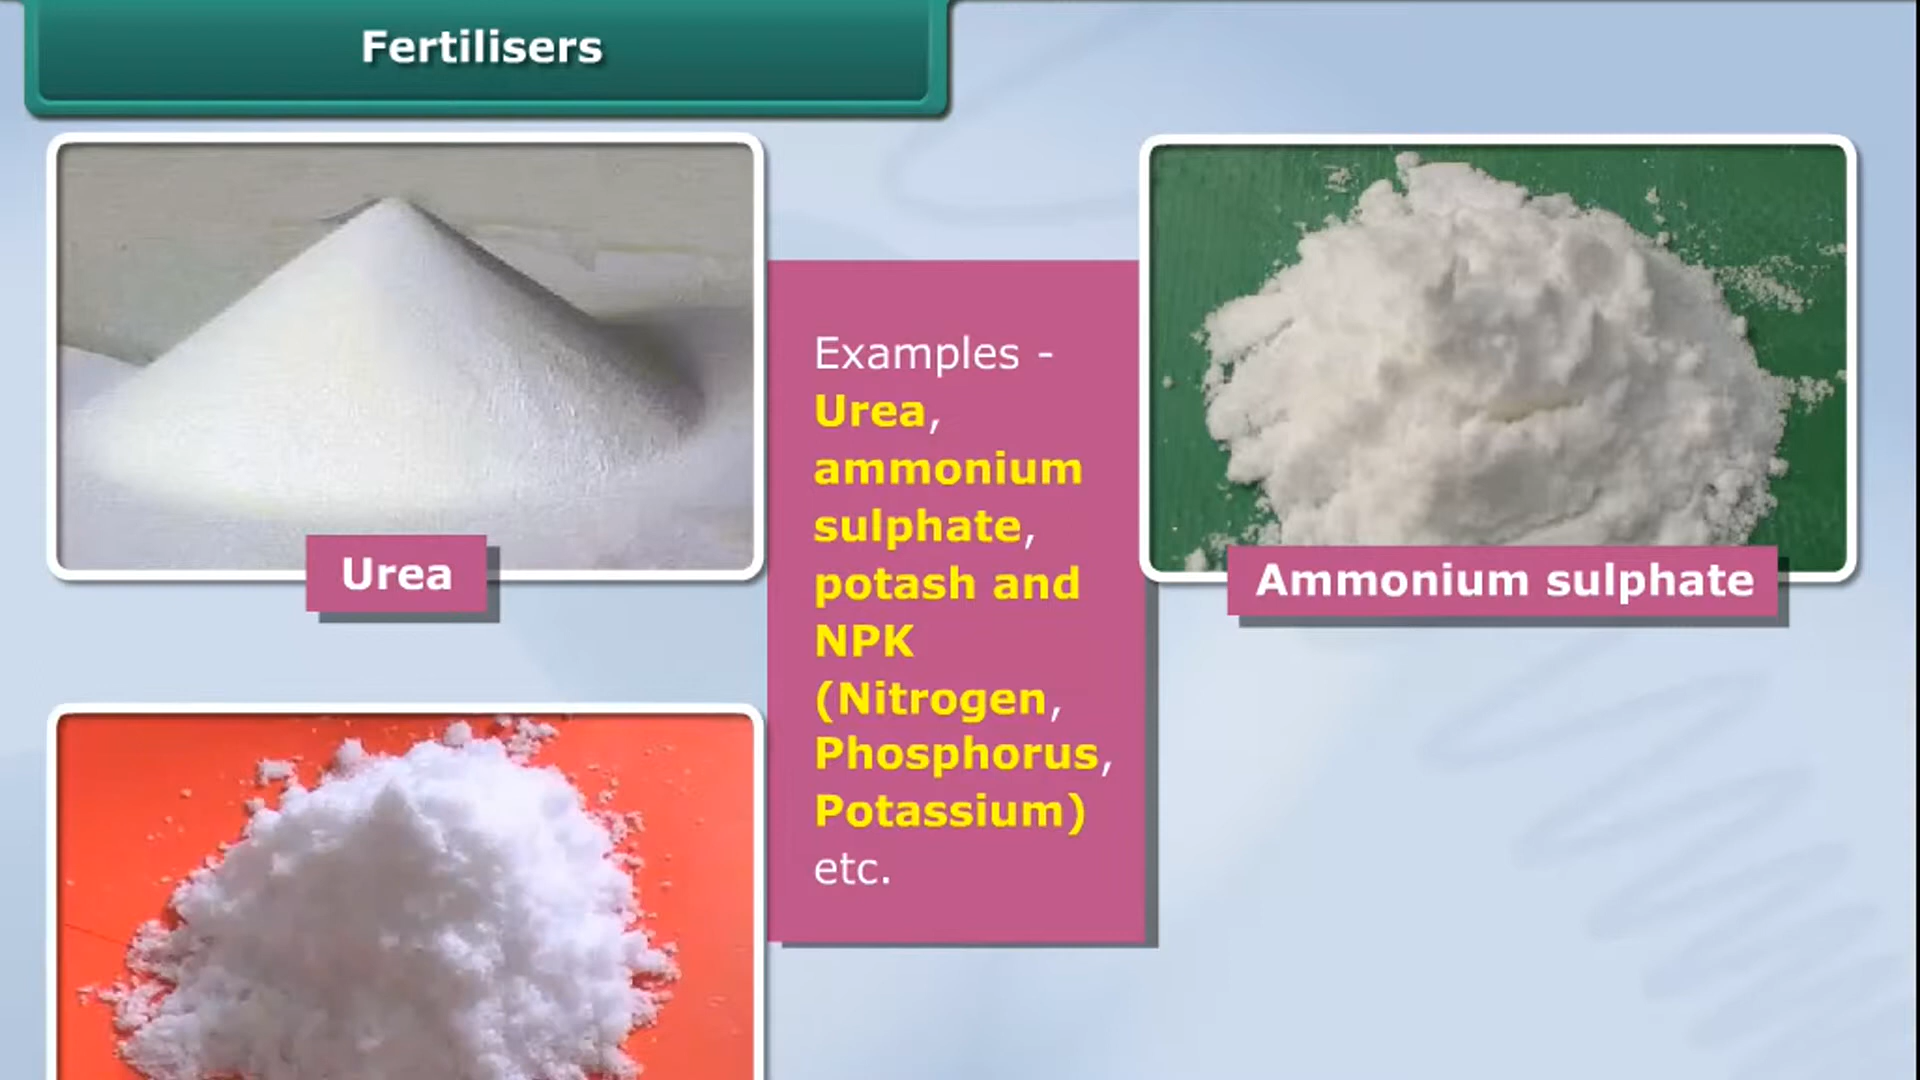 Fertilisers
Urea
Examples -
Urea,
ammonium
sulphate,
potash and
NPK
(Nitrogen,
Phosphorus,
Potassium)
etc.
Ammonium sulphate